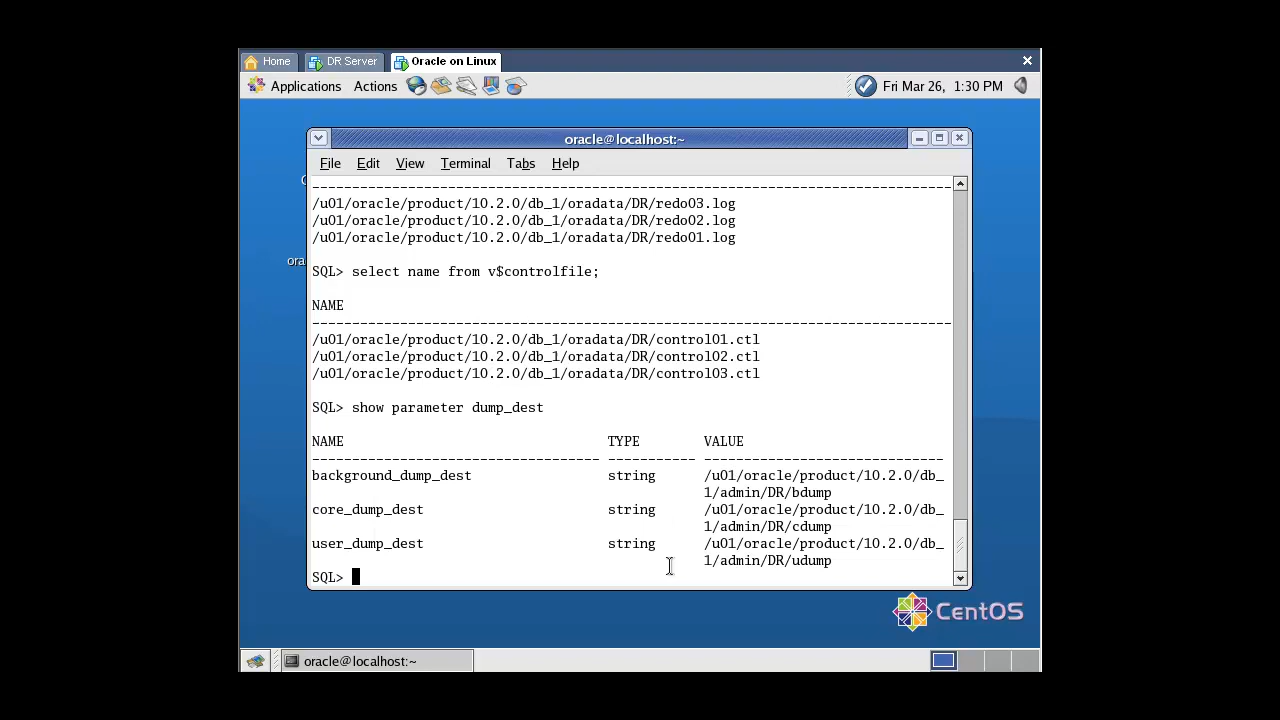 Home DR Server Oracle on Linux
Applications Actions Fri Mar 26, 1:30 PM
oracle@localhost:~
File Edit View Terminal Tabs Help
--------------------------------------------------------------------------------
/u01/oracle/product/10.2.0/db_1/oradata/DR/redo03.log
/u01/oracle/product/10.2.0/db_1/oradata/DR/redo02.log
/u01/oracle/product/10.2.0/db_1/oradata/DR/redo01.log
SQL> select name from v$controlfile;
NAME
--------------------------------------------------------------------------------
/u01/oracle/product/10.2.0/db_1/oradata/DR/control01.ctl
/u01/oracle/product/10.2.0/db_1/oradata/DR/control02.ctl
/u01/oracle/product/10.2.0/db_1/oradata/DR/control03.ctl
SQL> show parameter dump_dest
NAME TYPE VALUE
------------------------------------ ----------- ------------------------------
background_dump_dest string /u01/oracle/product/10.2.0/db_
1/admin/DR/bdump
core_dump_dest string /u01/oracle/product/10.2.0/db_
1/admin/DR/cdump
user_dump_dest string /u01/oracle/product/10.2.0/db_
1/admin/DR/udump
SQL>
CentOS
oracle@localhost:~